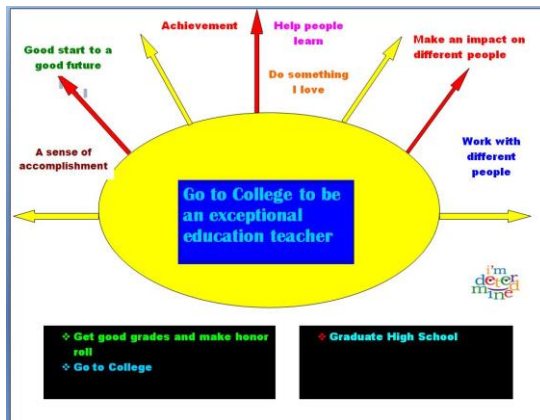 Achievement
Help people
learn
Good start to a
good future
Make an impact on
different people
Do something
I love
A sense of
accomplishment
Work with
different
people
Go to College to be
an exceptional
education teacher
i'm
deter
mined
Get good grades and make honor
roll
Go to College
Graduate High School